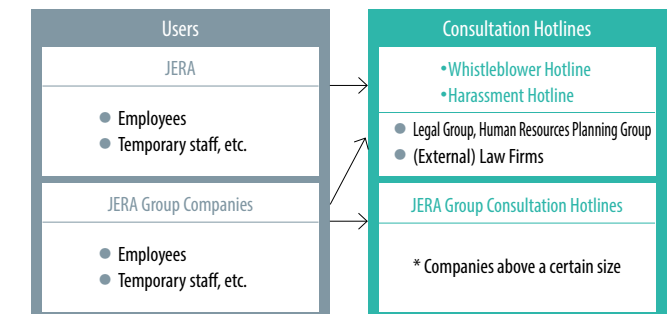 Users
JERA
● Employees
● Temporary staff, etc.
JERA Group Companies
● Employees
● Temporary staff, etc.
Consultation Hotlines
•Whistleblower Hotline
•Harassment Hotline
● Legal Group, Human Resources Planning Group
● (External) Law Firms
JERA Group Consultation Hotlines
* Companies above a certain size